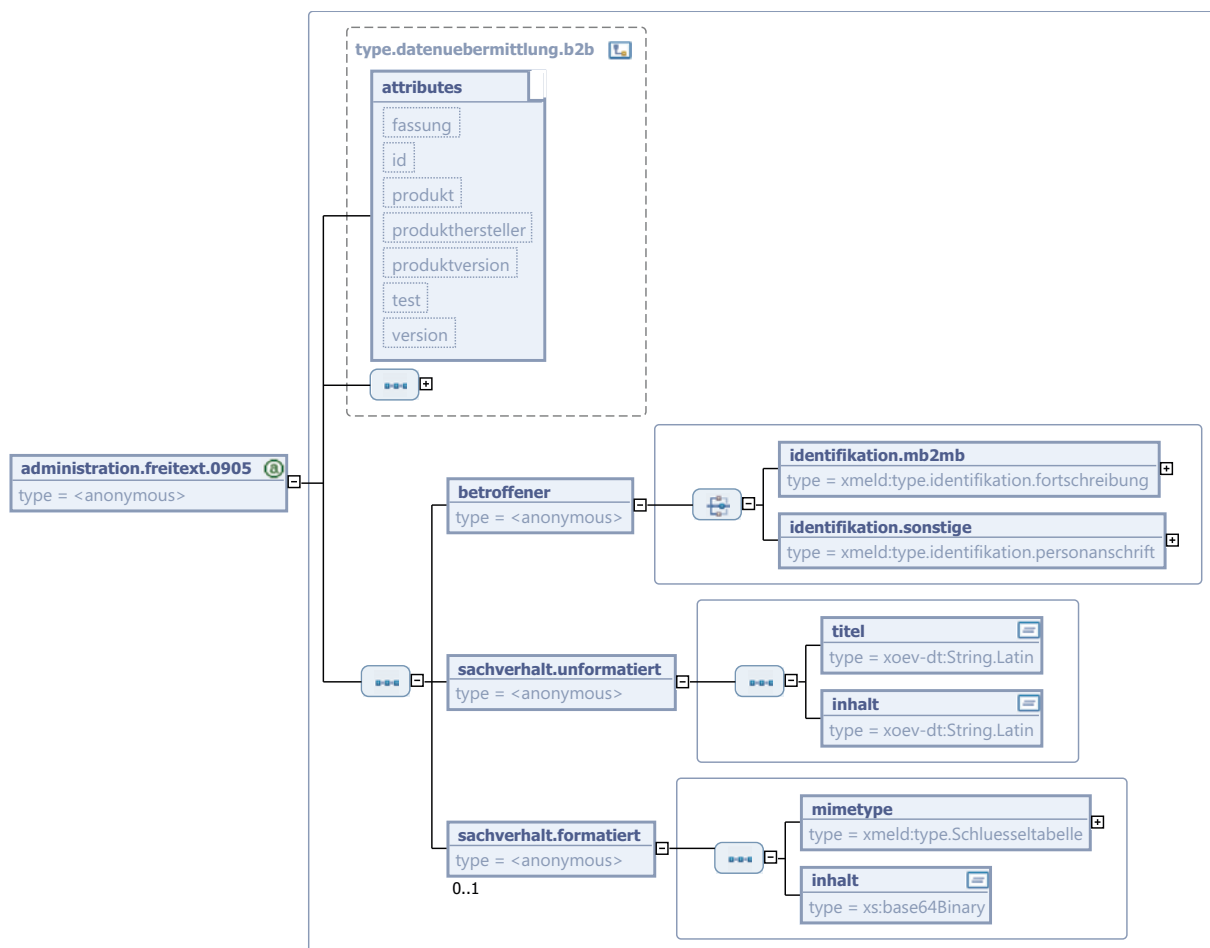 type.datenuebermittlung.b2b
attributes
fassung
id
produkt
produkthersteller
produktversion
test
version
administration.freitext.0905
type = <anonymous>
betroffener
type = <anonymous>
identifikation.mb2mb
type = xmeld:type.identifikation.fortschreibung
identifikation.sonstige
type = xmeld:type.identifikation.personanschrift
sachverhalt.unformatiert
type = <anonymous>
titel
type = xoev-dt:String.Latin
inhalt
type = xoev-dt:String.Latin
sachverhalt.formatiert
type = <anonymous>
0..1
mimetype
type = xmeld:type.Schluesseltabelle
inhalt
type = xs:base64Binary